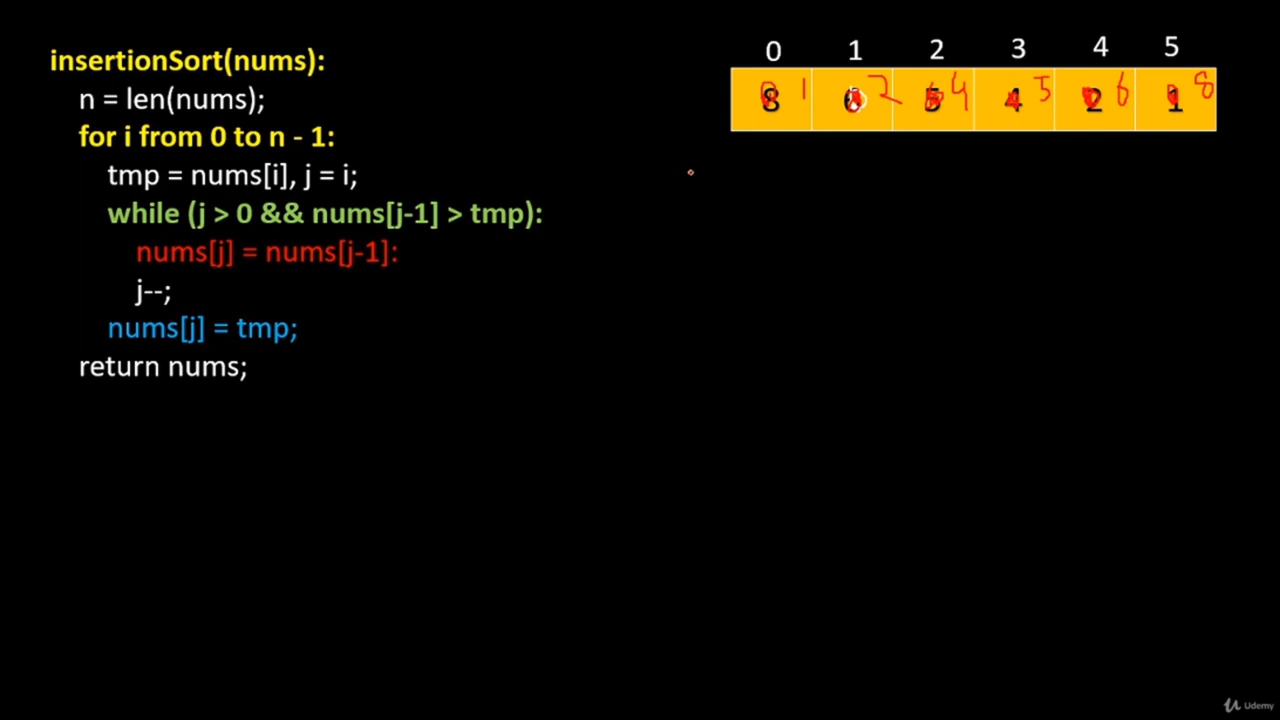 insertionSort(nums):
n = len(nums);
for i from 0 to n - 1:
tmp = nums[i], j = i;
while (j > 0 && nums[j-1] > tmp):
nums[j] = nums[j-1]:
j--;
nums[j] = tmp;
return nums;
0 1 2 3 4 5
8 1 2 5 4 4 5 2 6 1 8
Udemy